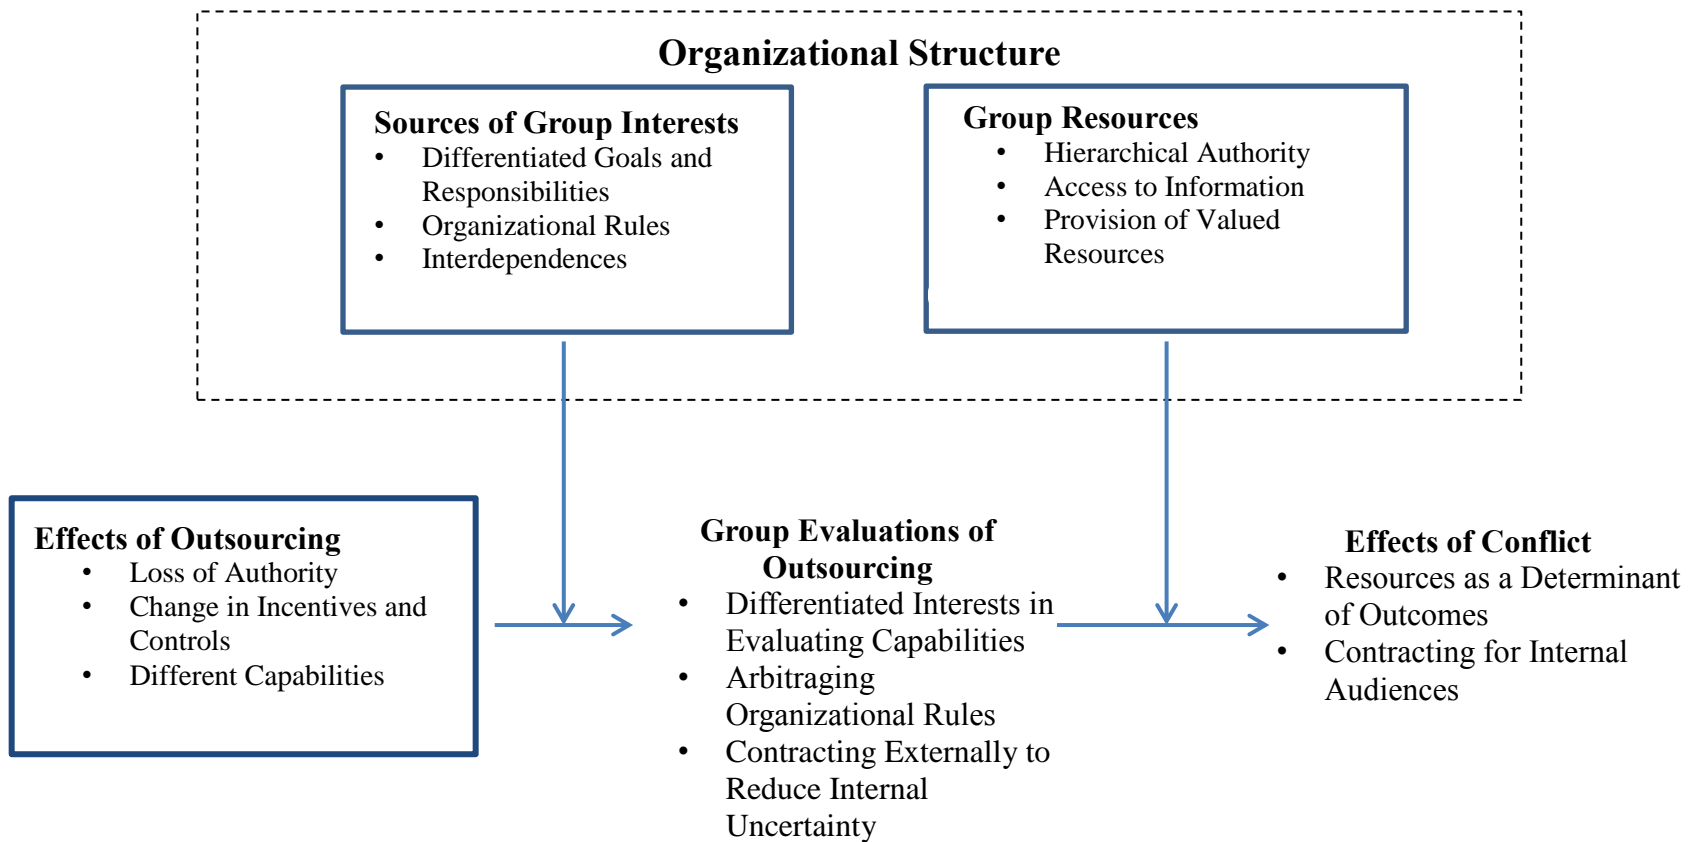 Organizational Structure
Sources of Group Interests
• Differentiated Goals and
Responsibilities
• Organizational Rules
• Interdependences
Group Resources
• Hierarchical Authority
• Access to Information
• Provision of Valued
Resources
Effects of Outsourcing
• Loss of Authority
• Change in Incentives and
Controls
• Different Capabilities
Group Evaluations of
Outsourcing
• Differentiated Interests in
Evaluating Capabilities
• Arbitraging
Organizational Rules
• Contracting Externally to
Reduce Internal
Uncertainty
Effects of Conflict
• Resources as a Determinant
of Outcomes
• Contracting for Internal
Audiences